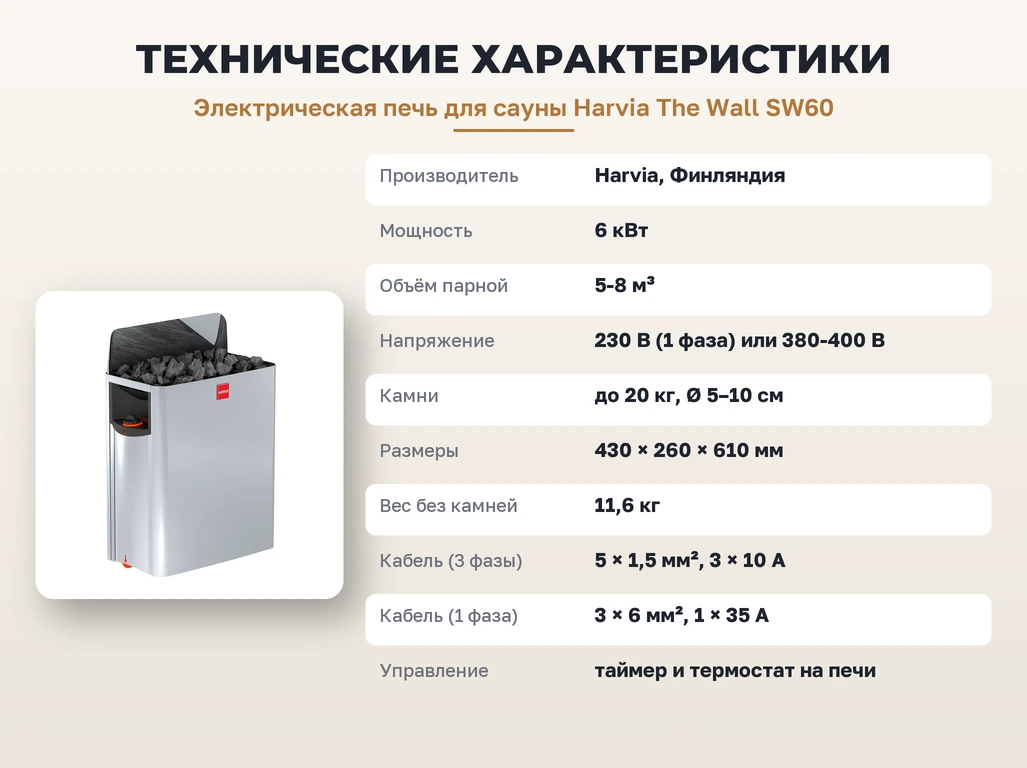 ТЕХНИЧЕСКИЕ ХАРАКТЕРИСТИКИ
Электрическая печь для сауны Harvia The Wall SW60
Производитель Harvia, Финляндия
Мощность 6 кВт
Объём парной 5-8 м³
Напряжение 230 В (1 фаза) или 380-400 В
Камни до 20 кг, Ø 5–10 см
Размеры 430 × 260 × 610 мм
Вес без камней 11,6 кг
Кабель (3 фазы) 5 × 1,5 мм², 3 × 10 А
Кабель (1 фаза) 3 × 6 мм², 1 × 35 А
Управление таймер и термостат на печи